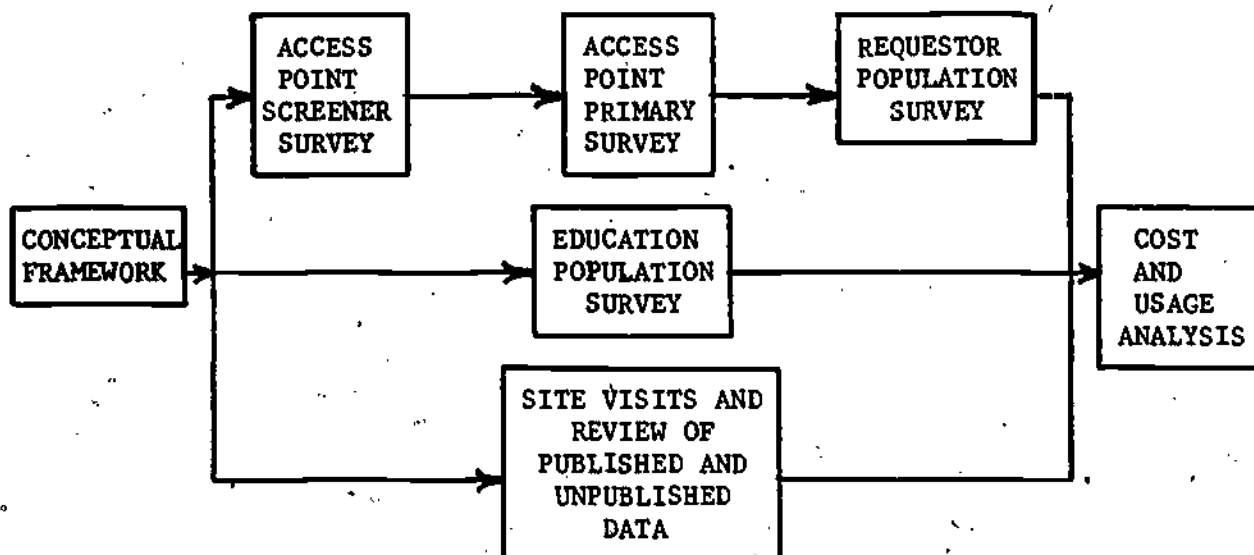 ACCESS
POINT
SCREENER
SURVEY
ACCESS
POINT
PRIMARY
SURVEY
REQUESTOR
POPULATION
SURVEY
CONCEPTUAL
FRAMEWORK
EDUCATION
POPULATION
SURVEY
COST
AND
USAGE
ANALYSIS
SITE VISITS AND
REVIEW OF
PUBLISHED AND
UNPUBLISHED
DATA